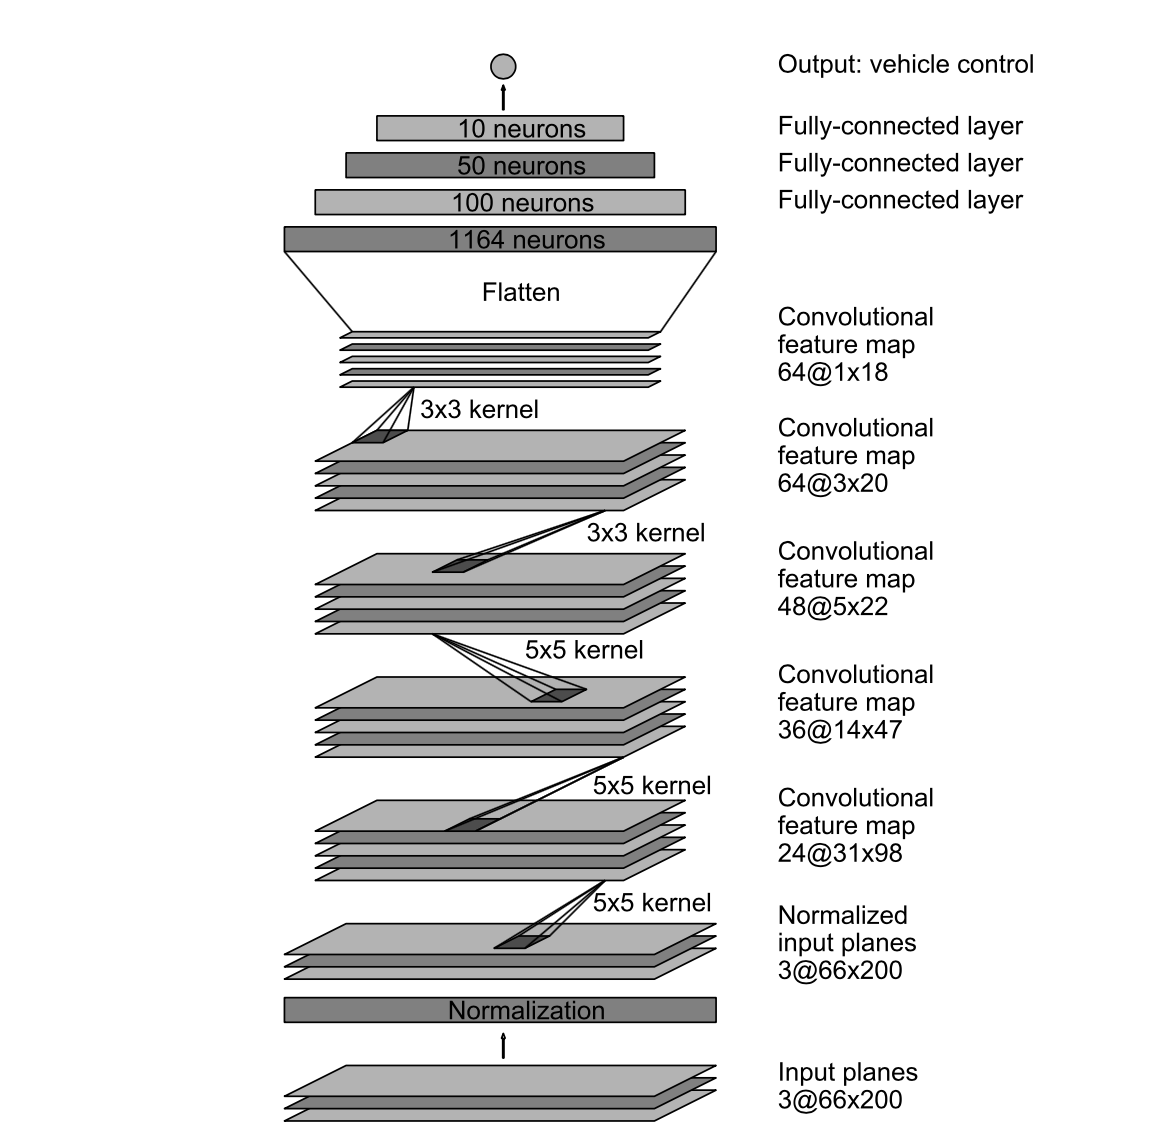 Output: vehicle control
10 neurons
Fully-connected layer
50 neurons
Fully-connected layer
100 neurons
Fully-connected layer
1164 neurons
Flatten
Convolutional
feature map
64@1x18
3x3 kernel
Convolutional
feature map
64@3x20
3x3 kernel
Convolutional
feature map
48@5x22
5x5 kernel
Convolutional
feature map
36@14x47
5x5 kernel
Convolutional
feature map
24@31x98
5x5 kernel
Normalized
input planes
3@66x200
Normalization
Input planes
3@66x200